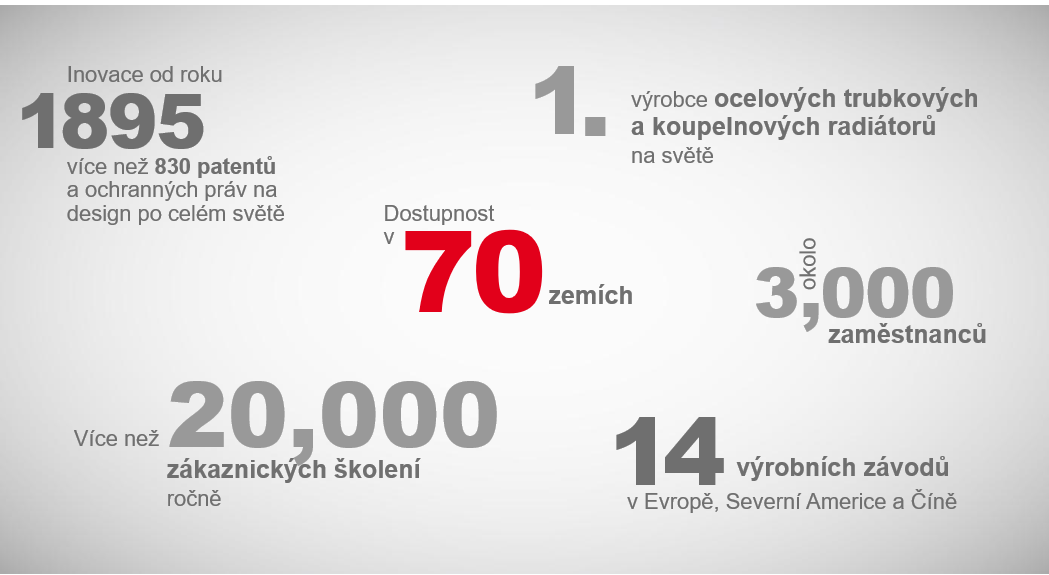 Inovace od roku
1895
více než 830 patentů
a ochranných práv na
design po celém světě
1. výrobce ocelových trubkových
a koupelnových radiátorů
na světě
Dostupnost
v 70 zemích
okolo
3,000
zaměstnanců
Více než 20,000
zákaznických školení
ročně
14 výrobních závodů
v Evropě, Severní Americe a Číně